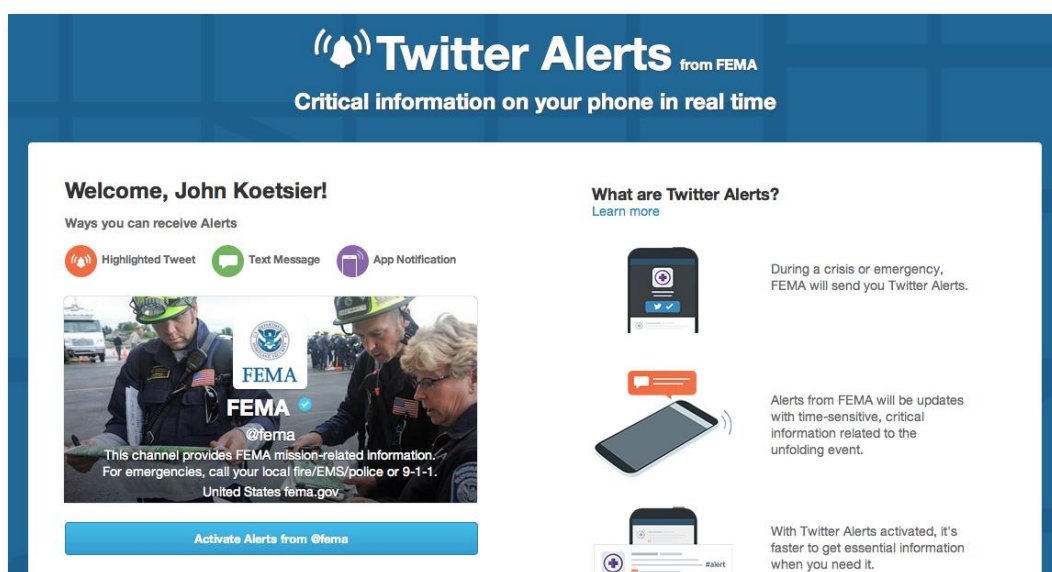 Twitter Alerts from FEMA
Critical information on your phone in real time
Welcome, John Koetsier!
Ways you can receive Alerts
Highlighted Tweet
Text Message
App Notification
FEMA
FEMA
@fema
This channel provides FEMA mission-related information.
For emergencies, call your local fire/EMS/police or 9-1-1.
United States fema.gov
Activate Alerts from @fema
What are Twitter Alerts?
Learn more
During a crisis or emergency,
FEMA will send you Twitter Alerts.
Alerts from FEMA will be updates
with time-sensitive, critical
information related to the
unfolding event.
#alert
With Twitter Alerts activated, it's
faster to get essential information
when you need it.